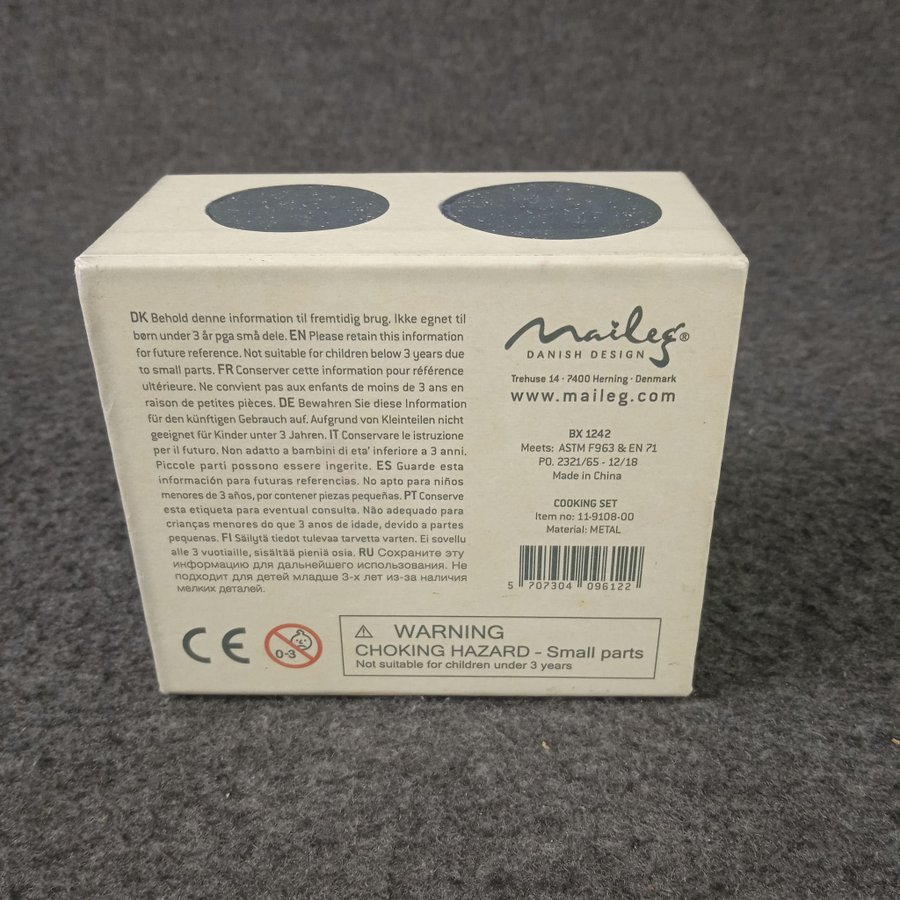 DK Behold denne information til fremtidig brug. Ikke egnet til
børn under 3 år pga små dele. EN Please retain this information
for future reference. Not suitable for children below 3 years due
to small parts. FR Conserver cette information pour référence
ultérieure. Ne convient pas aux enfants de moins de 3 ans en
raison de petites pièces. DE Bewahren Sie diese Information
für den künftigen Gebrauch auf. Aufgrund von Kleinteilen nicht
geeignet für Kinder unter 3 Jahren. IT Conservare le istruzione
per il futuro. Non adatto a bambini di eta' inferiore a 3 anni.
Piccole parti possono essere ingerite. ES Guarde esta
información para futuras referencias. No apto para niños
menores de 3 años, por contener piezas pequeñas. PT Conserve
esta etiqueta para eventual consulta. Não adequado para
crianças menores do que 3 anos de idade, devido a partes
pequenas. FI Säilytä tiedot tulevaa tarvetta varten. Ei sovellu
alle 3 vuotiaille, sisältää pieniä osia. RU Сохраните эту
информацию для дальнейшего использования. Не
подходит для детей младше 3-х лет из-за наличия
мелких деталей.
Maileg®
DANISH DESIGN
Trehuse 14 · 7400 Herning · Denmark
www.maileg.com
BX 1242
Meets: ASTM F963 & EN 71
PO. 2321/65 - 12/18
Made in China
COOKING SET
Item no: 11-9108-00
Material: METAL
5 707304 096122
CE
0-3
⚠ WARNING
CHOKING HAZARD - Small parts
Not suitable for children under 3 years